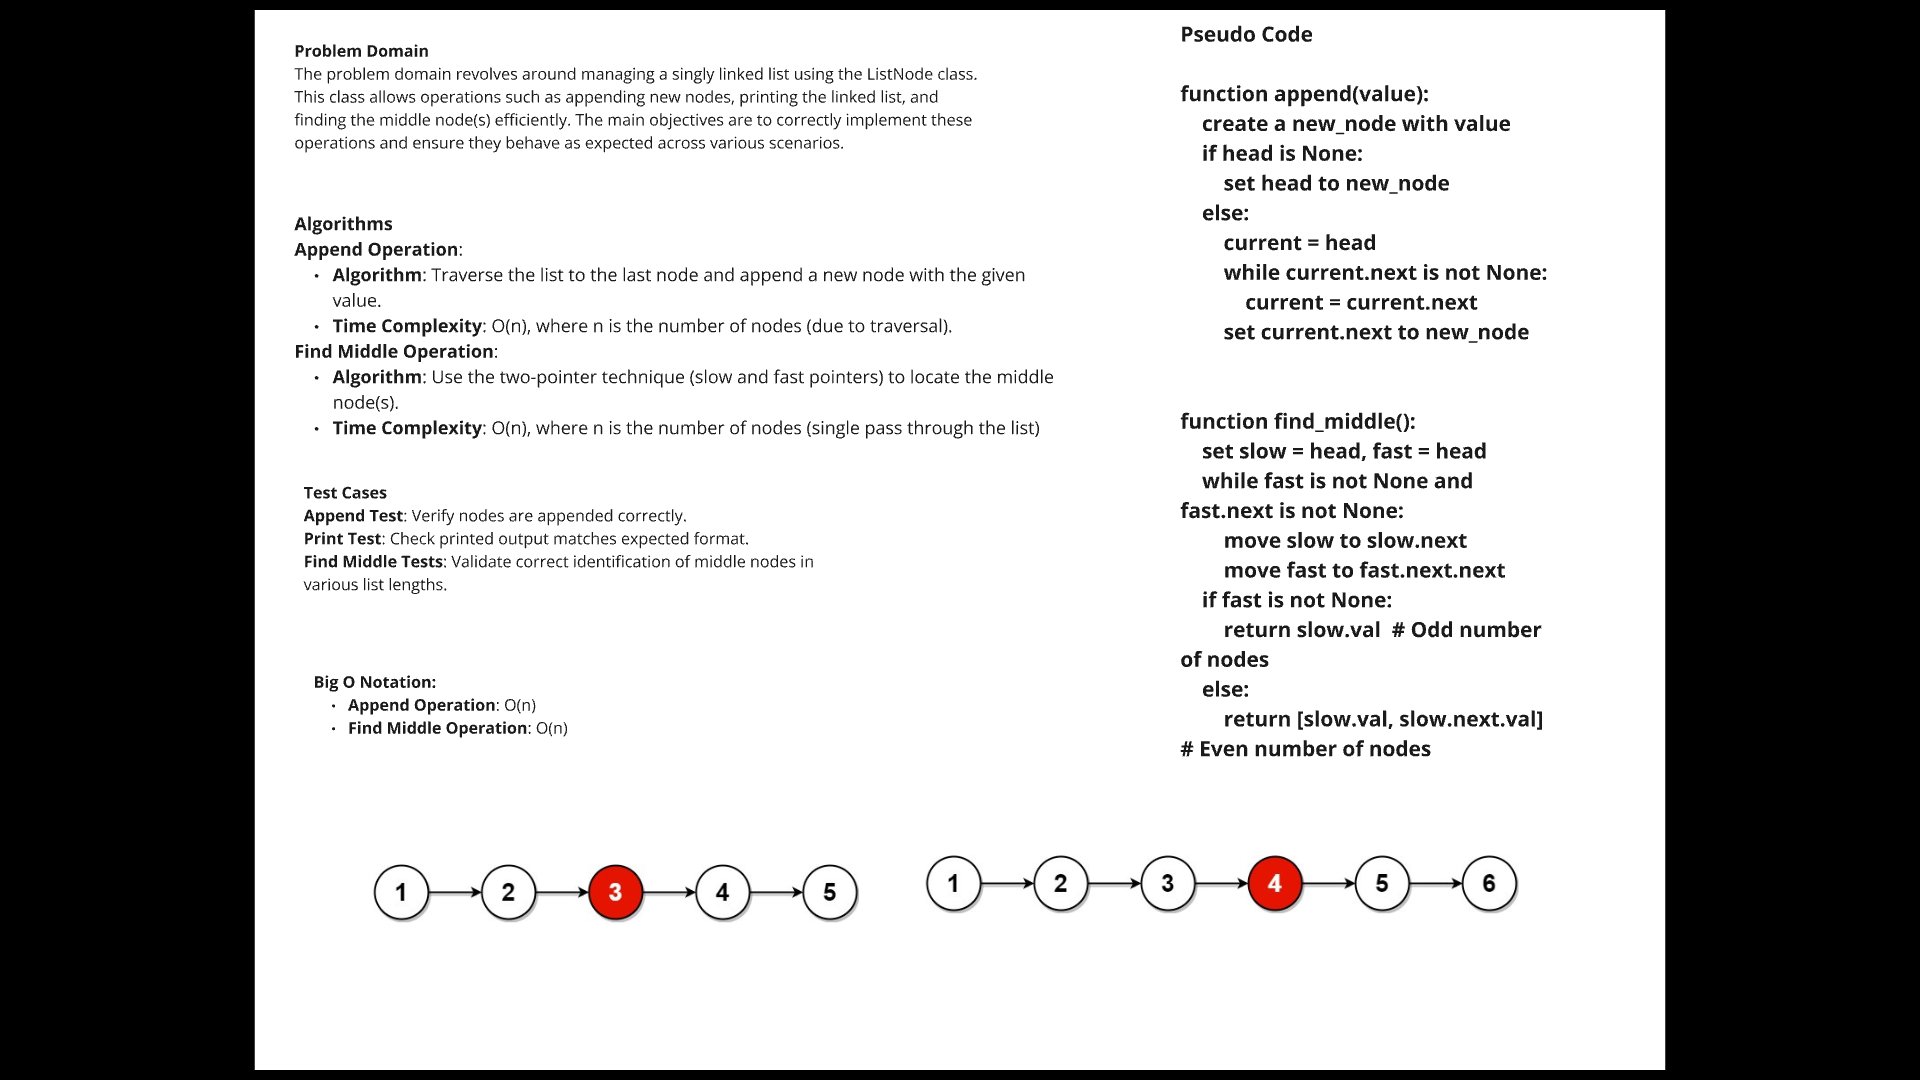 Problem Domain
The problem domain revolves around managing a singly linked list using the ListNode class.
This class allows operations such as appending new nodes, printing the linked list, and
finding the middle node(s) efficiently. The main objectives are to correctly implement these
operations and ensure they behave as expected across various scenarios.
Algorithms
Append Operation:
• Algorithm: Traverse the list to the last node and append a new node with the given
value.
• Time Complexity: O(n), where n is the number of nodes (due to traversal).
Find Middle Operation:
• Algorithm: Use the two-pointer technique (slow and fast pointers) to locate the middle
node(s).
• Time Complexity: O(n), where n is the number of nodes (single pass through the list)
Test Cases
Append Test: Verify nodes are appended correctly.
Print Test: Check printed output matches expected format.
Find Middle Tests: Validate correct identification of middle nodes in
various list lengths.
Big O Notation:
• Append Operation: O(n)
• Find Middle Operation: O(n)
Pseudo Code
function append(value):
create a new_node with value
if head is None:
set head to new_node
else:
current = head
while current.next is not None:
current = current.next
set current.next to new_node
function find_middle():
set slow = head, fast = head
while fast is not None and
fast.next is not None:
move slow to slow.next
move fast to fast.next.next
if fast is not None:
return slow.val  # Odd number
of nodes
else:
return [slow.val, slow.next.val]
# Even number of nodes
1 2 3 4 5
1 2 3 4 5 6